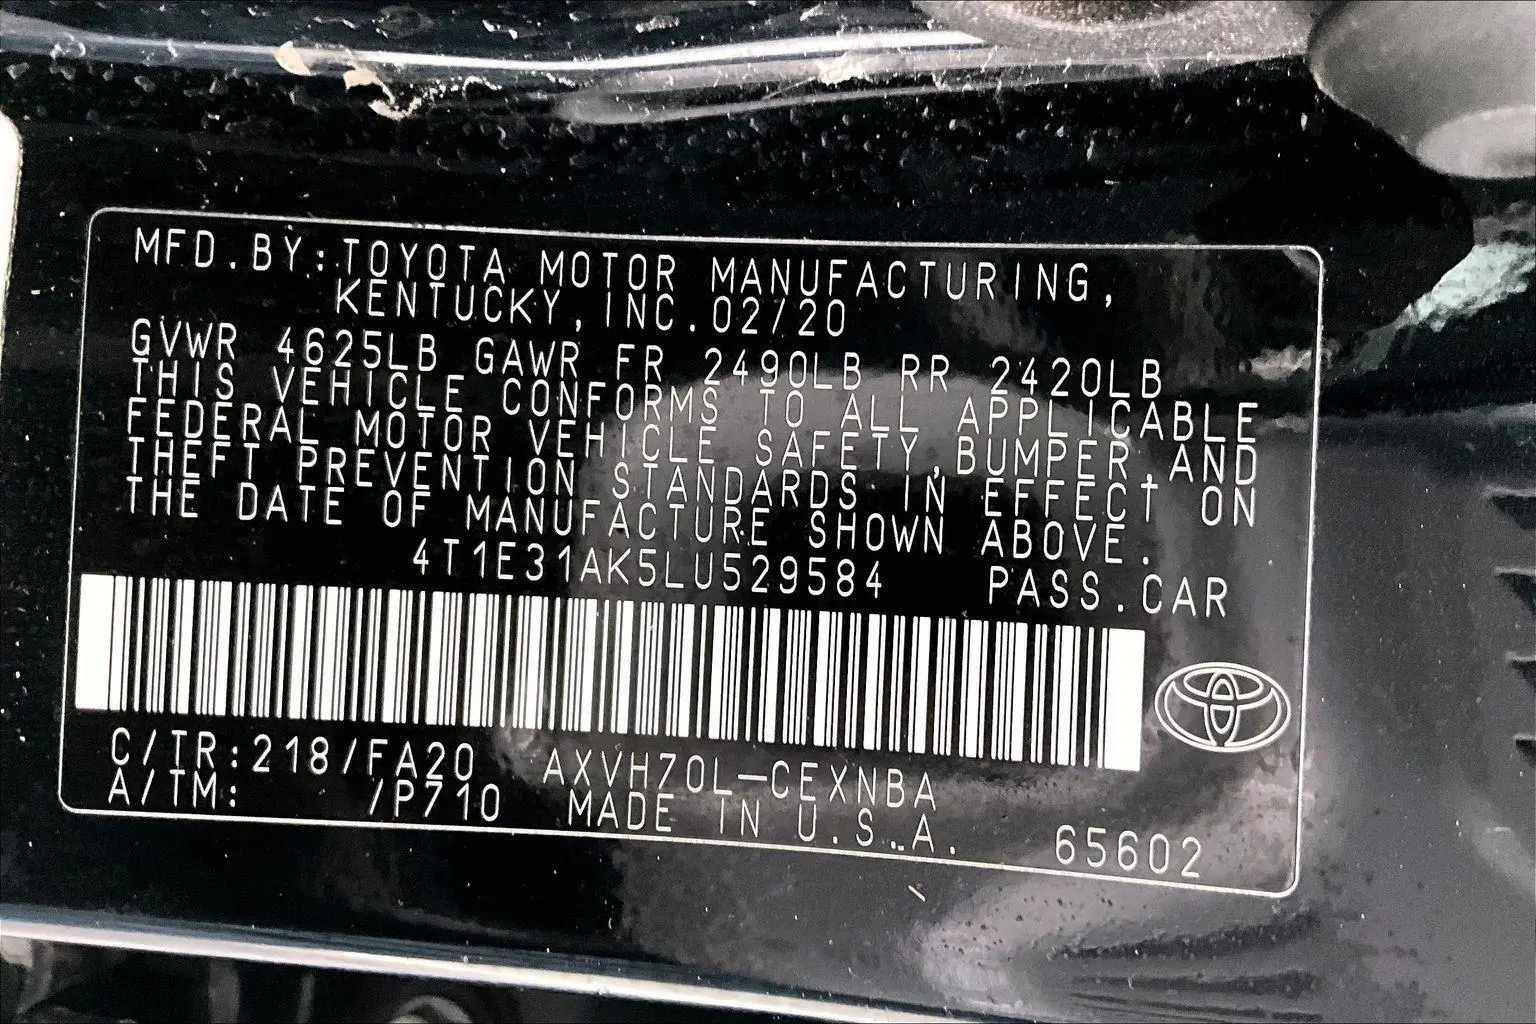 MFD.BY:TOYOTA MOTOR MANUFACTURING,
KENTUCKY,INC.02/20
GVWR 4625LB GAWR FR 2490LB RR 2420LB
THIS VEHICLE CONFORMS TO ALL APPLICABLE
FEDERAL MOTOR VEHICLE SAFETY,BUMPER,AND
THEFT PREVENTION STANDARDS IN EFFECT ON
THE DATE OF MANUFACTURE SHOWN ABOVE.
4T1E31AK5LU529584 PASS.CAR
C/TR:218/FA20 AXVH70L-CEXNBA
A/TM: /P710 MADE IN U.S.A. 65602